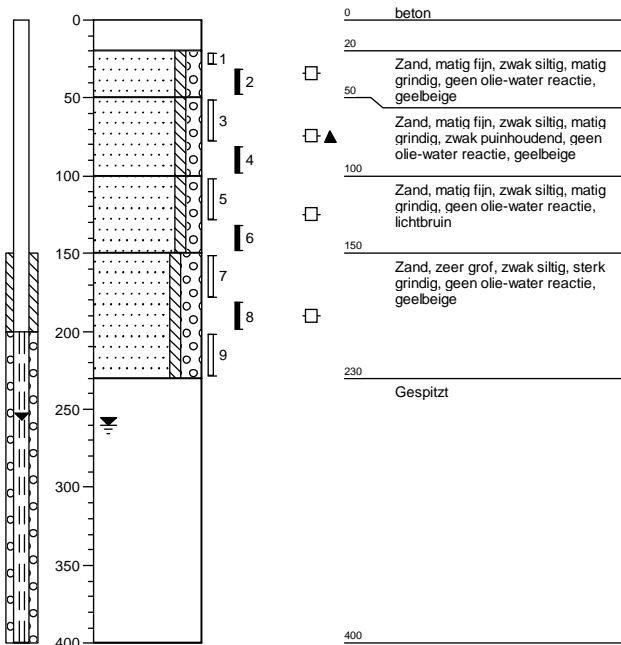 0
50
100
150
200
250
300
350
400
1
2
3
4
5
6
7
8
9
0
beton
20
Zand, matig fijn, zwak siltig, matig
grindig, geen olie-water reactie,
geelbeige
50
Zand, matig fijn, zwak siltig, matig
grindig, zwak puinhoudend, geen
olie-water reactie, geelbeige
100
Zand, matig fijn, zwak siltig, matig
grindig, geen olie-water reactie,
lichtbruin
150
Zand, zeer grof, zwak siltig, sterk
grindig, geen olie-water reactie,
geelbeige
230
Gespitzt
400